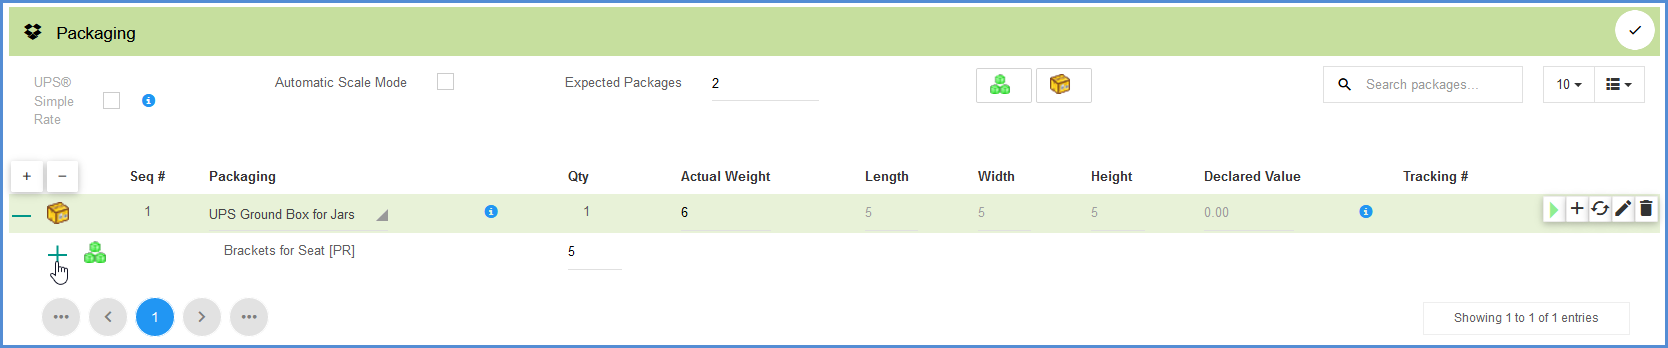 Packaging
UPS®
Simple
Rate
Automatic Scale Mode
Expected Packages
2
Search packages...
10
+ −
Seq # Packaging Qty Actual Weight Length Width Height Declared Value Tracking #
1 UPS Ground Box for Jars 1 6 5 5 5 0.00
Brackets for Seat [PR] 5
1
Showing 1 to 1 of 1 entries